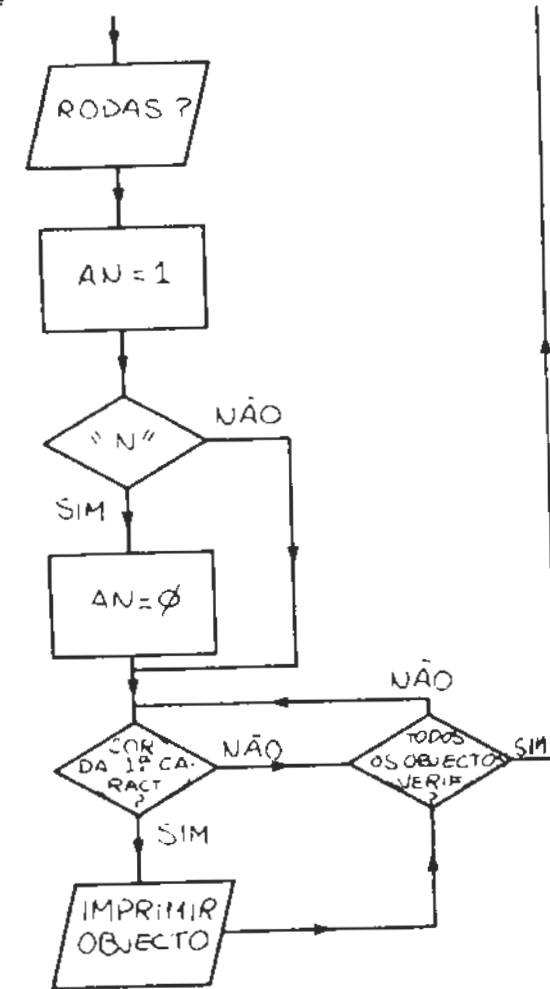 RODAS ?
AN = 1
"N"
NÃO
SIM
AN = Ø
NÃO
COR
DA 1ª CA-
RACT
?
NÃO
TODOS
OS OBJECTOS
VERIF
?
SIM
SIM
IMPRIMIR
OBJECTO